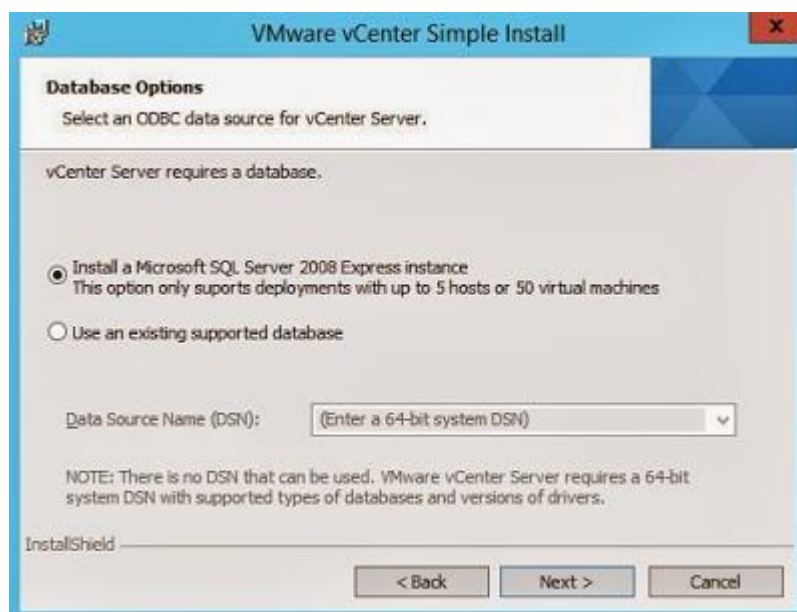 VMware vCenter Simple Install
x
Database Options
Select an ODBC data source for vCenter Server.
vCenter Server requires a database.
Install a Microsoft SQL Server 2008 Express instance
This option only suports deployments with up to 5 hosts or 50 virtual machines
Use an existing supported database
Data Source Name (DSN):
(Enter a 64-bit system DSN)
NOTE: There is no DSN that can be used. VMware vCenter Server requires a 64-bit
system DSN with supported types of databases and versions of drivers.
InstallShield
< Back
Next >
Cancel